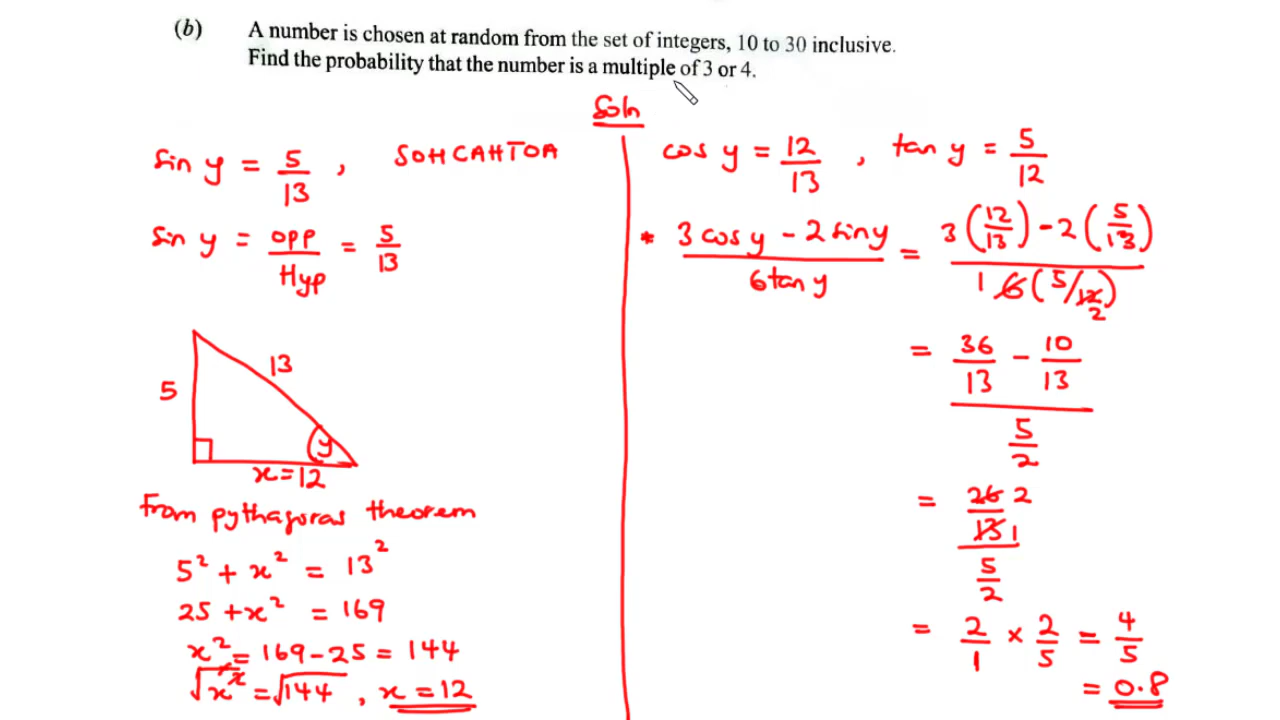 (b) A number is chosen at random from the set of integers, 10 to 30 inclusive.
Find the probability that the number is a multiple of 3 or 4.
Soln
sin y = 5/13 , SOHCAHTOA
sin y = opp/Hyp = 5/13
5
13
y
x = 12
from pythagoras theorem
5² + x² = 13²
25 + x² = 169
x² = 169 - 25 = 144
√x² = √144 , x = 12
cos y = 12/13 , tan y = 5/12
* (3 cos y - 2 sin y)/(6 tan y) = (3(12/13) - 2(5/13))/(1 6(5/12 2))
= (36/13 - 10/13)/(5/2)
= (26 2/13 1)/(5/2)
= 2/1 × 2/5 = 4/5
= 0.8